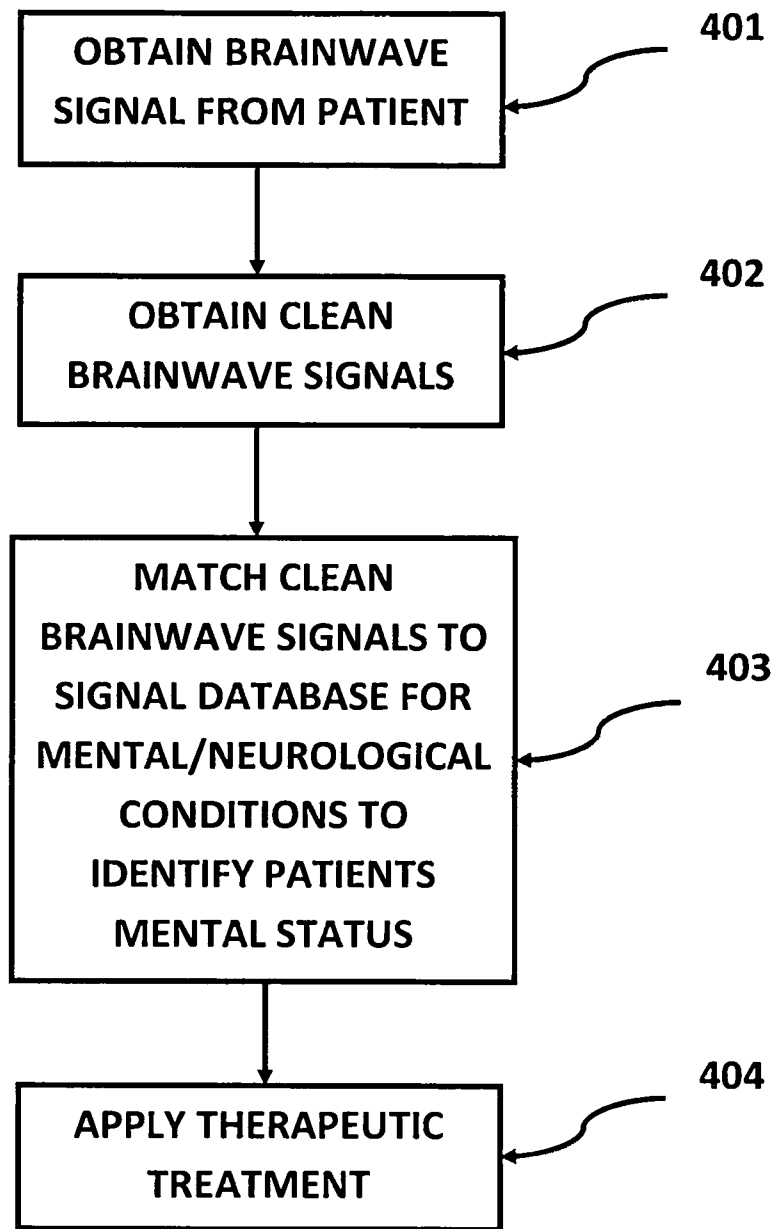 OBTAIN BRAINWAVE
SIGNAL FROM PATIENT
401
OBTAIN CLEAN
BRAINWAVE SIGNALS
402
MATCH CLEAN
BRAINWAVE SIGNALS TO
SIGNAL DATABASE FOR
MENTAL/NEUROLOGICAL
CONDITIONS TO
IDENTIFY PATIENTS
MENTAL STATUS
403
APPLY THERAPEUTIC
TREATMENT
404